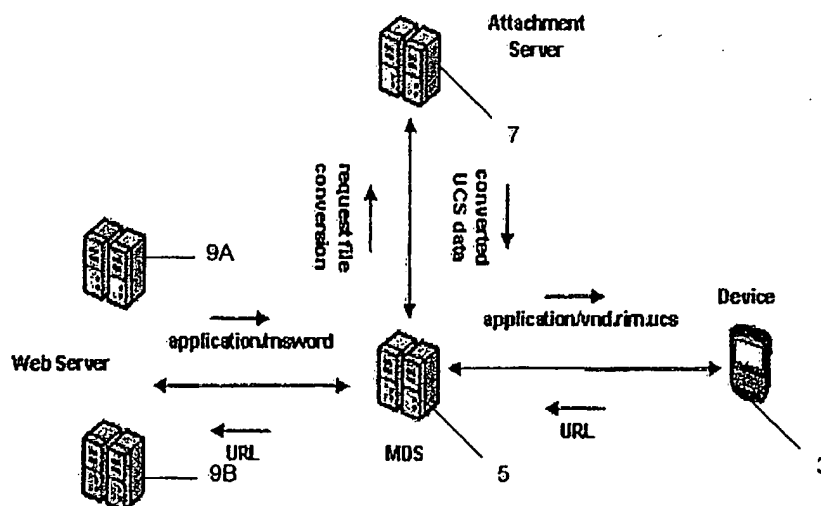 Attachment
Server
7
request file
conversion
converted
UCS data
9A
application/msword
Web Server
URL
9B
MDS
5
application/vnd.rim.ucs
URL
Device
3